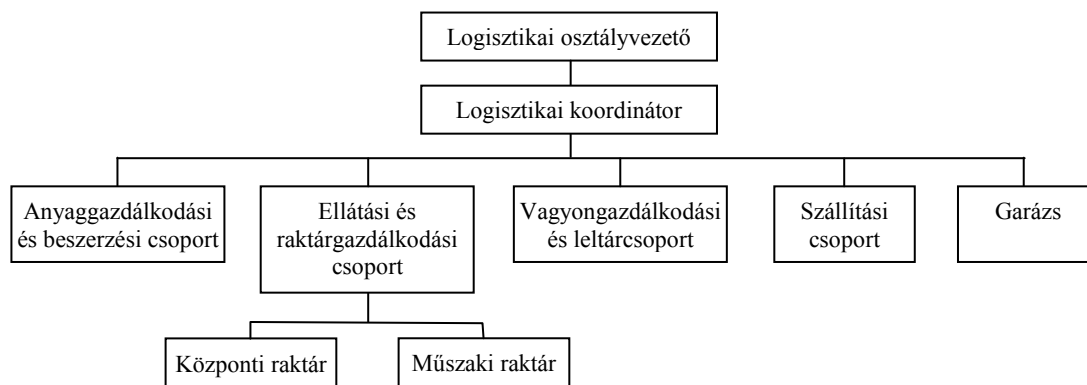 Logisztikai osztályvezető
Logisztikai koordinátor
Anyaggazdálkodási
és beszerzési csoport
Ellátási és
raktárgazdálkodási
csoport
Vagyongazdálkodási
és leltárcsoport
Szállítási
csoport
Garázs
Központi raktár
Műszaki raktár